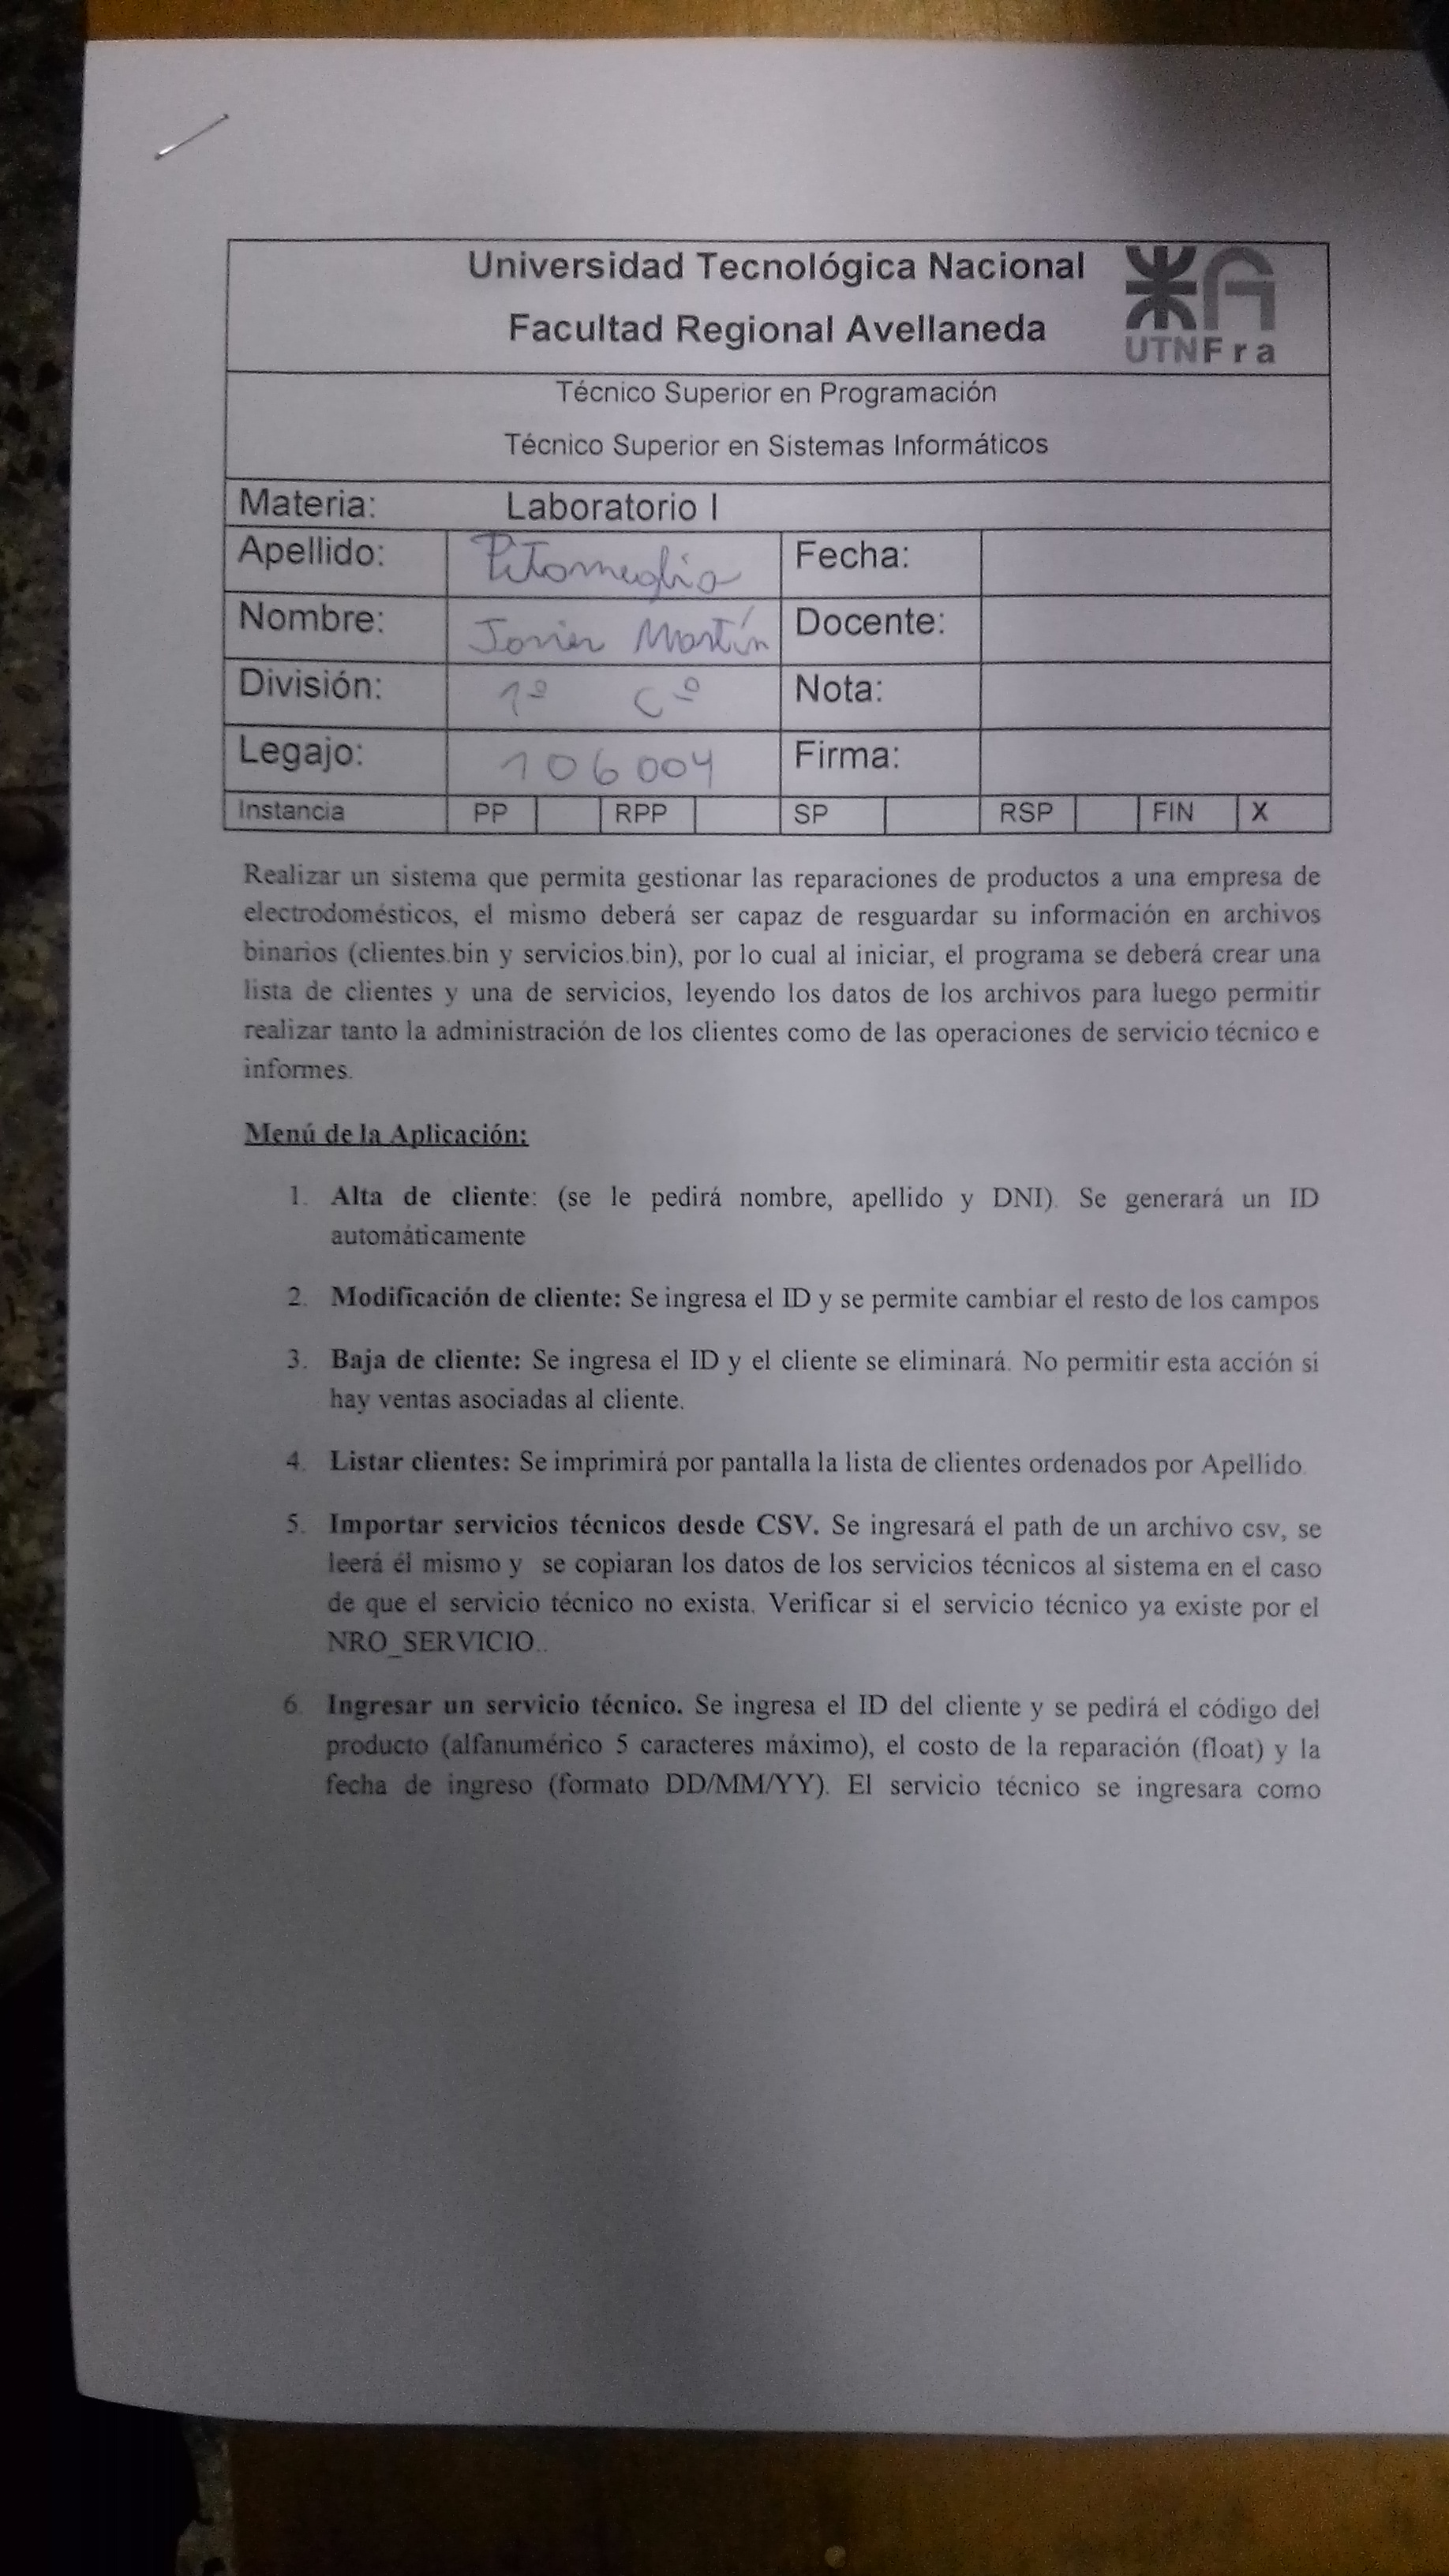 Universidad Tecnológica Nacional
Facultad Regional Avellaneda
UTNFra
Técnico Superior en Programación
Técnico Superior en Sistemas Informáticos
Materia: Laboratorio I
Apellido: Pitomeglio Fecha:
Nombre: Javier Martín Docente:
División: 1º Cº Nota:
Legajo: 106004 Firma:
Instancia PP RPP SP RSP FIN X
Realizar un sistema que permita gestionar las reparaciones de productos a una empresa de
electrodomésticos, el mismo deberá ser capaz de resguardar su información en archivos
binarios (clientes.bin y servicios.bin), por lo cual al iniciar, el programa se deberá crear una
lista de clientes y una de servicios, leyendo los datos de los archivos para luego permitir
realizar tanto la administración de los clientes como de las operaciones de servicio técnico e
informes.
Menú de la Aplicación:
1. Alta de cliente: (se le pedirá nombre, apellido y DNI). Se generará un ID
automáticamente
2. Modificación de cliente: Se ingresa el ID y se permite cambiar el resto de los campos
3. Baja de cliente: Se ingresa el ID y el cliente se eliminará. No permitir esta acción si
hay ventas asociadas al cliente.
4. Listar clientes: Se imprimirá por pantalla la lista de clientes ordenados por Apellido.
5. Importar servicios técnicos desde CSV. Se ingresará el path de un archivo csv, se
leerá él mismo y se copiaran los datos de los servicios técnicos al sistema en el caso
de que el servicio técnico no exista. Verificar si el servicio técnico ya existe por el
NRO_SERVICIO..
6. Ingresar un servicio técnico. Se ingresa el ID del cliente y se pedirá el código del
producto (alfanumérico 5 caracteres máximo), el costo de la reparación (float) y la
fecha de ingreso (formato DD/MM/YY). El servicio técnico se ingresara como